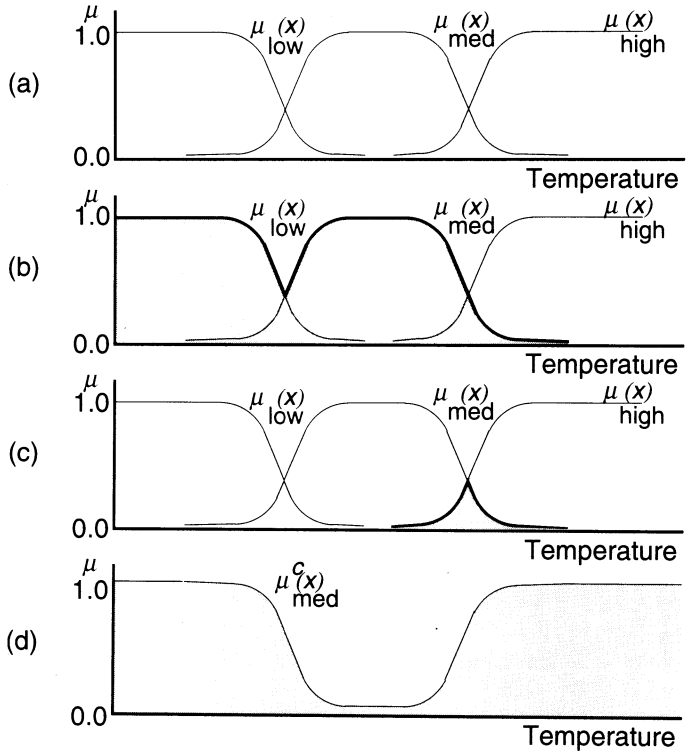 μ
1.0
μ (x)
low
μ (x)
med
μ (x)
high
(a)
0.0
Temperature
μ
1.0
μ (x)
low
μ (x)
med
μ (x)
high
(b)
0.0
Temperature
μ
1.0
μ (x)
low
μ (x)
med
μ (x)
high
(c)
0.0
Temperature
μ
1.0
c
μ (x)
med
(d)
0.0
Temperature